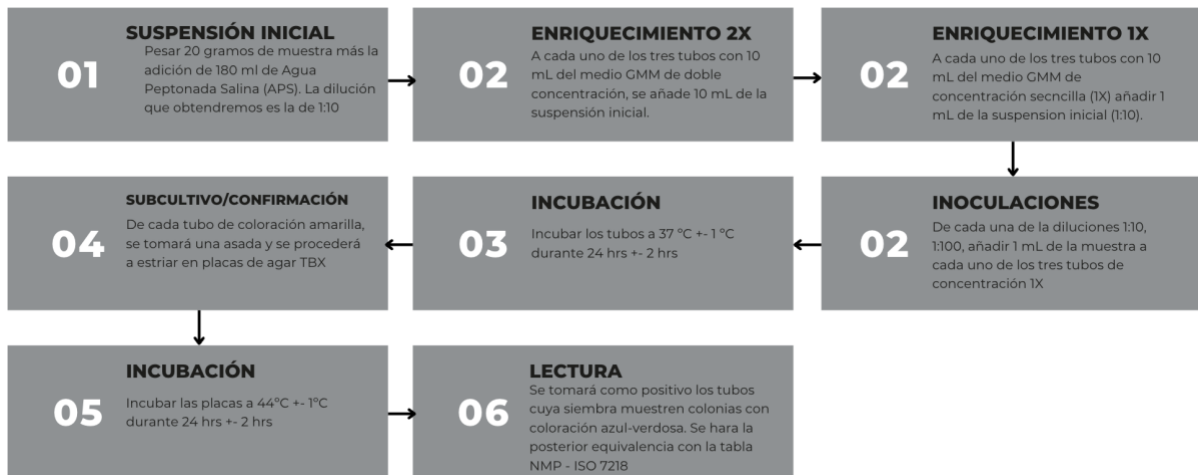 01
SUSPENSIÓN INICIAL
Pesar 20 gramos de muestra más la
adición de 180 ml de Agua
Peptonada Salina (APS). La dilución
que obtendremos es la de 1:10
02
ENRIQUECIMIENTO 2X
A cada uno de los tres tubos con 10
mL del medio GMM de doble
concentración, se añade 10 mL de la
suspensión inicial.
02
ENRIQUECIMIENTO 1X
A cada uno de los tres tubos con 10
mL del medio GMM de
concentración secncilla (1X) añadir 1
mL de la suspension inicial (1:10).
02
INOCULACIONES
De cada una de la diluciones 1:10,
1:100, añadir 1 mL de la muestra a
cada uno de los tres tubos de
concentración 1X
03
INCUBACIÓN
Incubar los tubos a 37 ºC +- 1 ºC
durante 24 hrs +- 2 hrs
04
SUBCULTIVO/CONFIRMACIÓN
De cada tubo de coloración amarilla,
se tomará una asada y se procederá
a estriar en placas de agar TBX
05
INCUBACIÓN
Incubar las placas a 44ºC +- 1ºC
durante 24 hrs +- 2 hrs
06
LECTURA
Se tomará como positivo los tubos
cuya siembra muestren colonias con
coloración azul-verdosa. Se hara la
posterior equivalencia con la tabla
NMP - ISO 7218